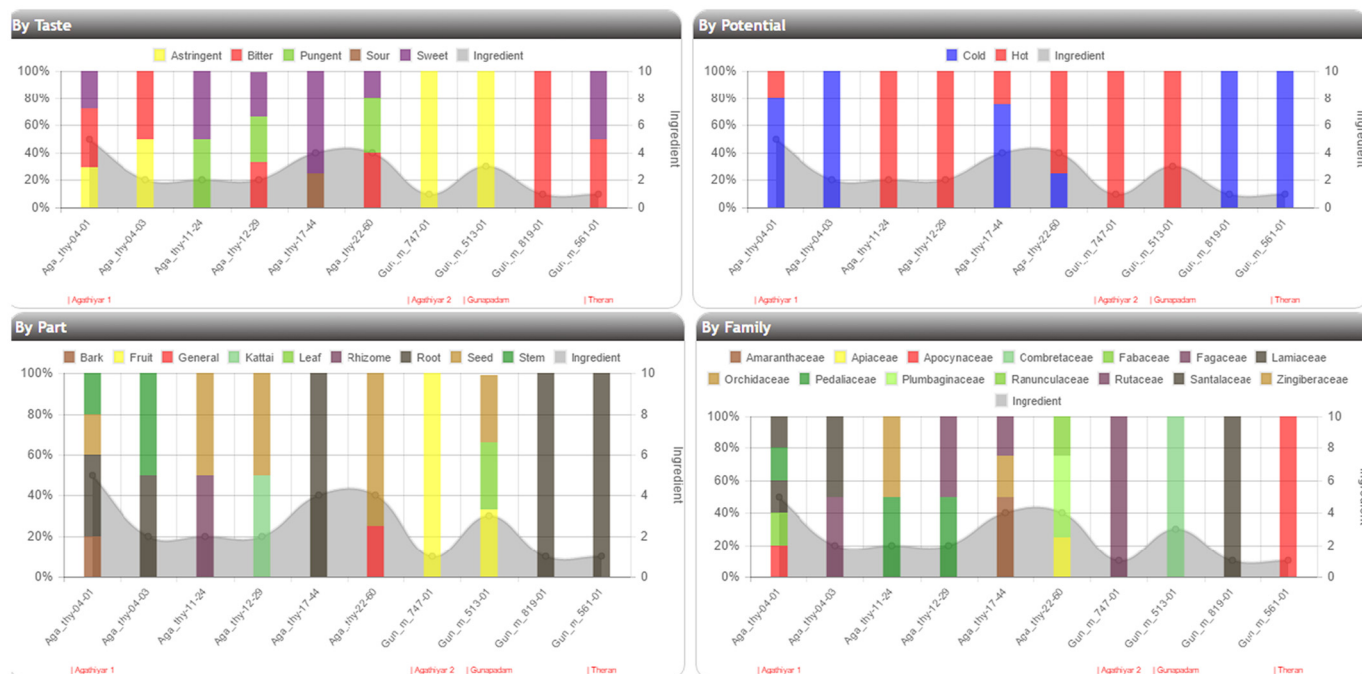 By Taste
Astringent Bitter Pungent Sour Sweet Ingredient
100% 10
80% 8
60% 6
40% 4
20% 2
0% 0
Ingredient
Aga_thy-04-01 Aga_thy-04-03 Aga_thy-11-24 Aga_thy-12-29 Aga_thy-17-44 Aga_thy-22-60 Gun_m_747-01 Gun_m_513-01 Gun_m_819-01 Gun_m_561-01
| Agathiyar 1 | Agathiyar 2 | Gunapadam | Theran
By Potential
Cold Hot Ingredient
100% 10
80% 8
60% 6
40% 4
20% 2
0% 0
Ingredient
Aga_thy-04-01 Aga_thy-04-03 Aga_thy-11-24 Aga_thy-12-29 Aga_thy-17-44 Aga_thy-22-60 Gun_m_747-01 Gun_m_513-01 Gun_m_819-01 Gun_m_561-01
| Agathiyar 1 | Agathiyar 2 | Gunapadam | Theran
By Part
Bark Fruit General Kattai Leaf Rhizome Root Seed Stem Ingredient
100% 10
80% 8
60% 6
40% 4
20% 2
0% 0
Ingredient
Aga_thy-04-01 Aga_thy-04-03 Aga_thy-11-24 Aga_thy-12-29 Aga_thy-17-44 Aga_thy-22-60 Gun_m_747-01 Gun_m_513-01 Gun_m_819-01 Gun_m_561-01
| Agathiyar 1 | Agathiyar 2 | Gunapadam | Theran
By Family
Amaranthaceae Apiaceae Apocynaceae Combretaceae Fabaceae Fagaceae Lamiaceae
Orchidaceae Pedaliaceae Plumbaginaceae Ranunculaceae Rutaceae Santalaceae Zingiberaceae
Ingredient
100% 10
80% 8
60% 6
40% 4
20% 2
0% 0
Aga_thy-04-01 Aga_thy-04-03 Aga_thy-11-24 Aga_thy-12-29 Aga_thy-17-44 Aga_thy-22-60 Gun_m_747-01 Gun_m_513-01 Gun_m_819-01 Gun_m_561-01
| Agathiyar 1 | Agathiyar 2 | Gunapadam | Theran